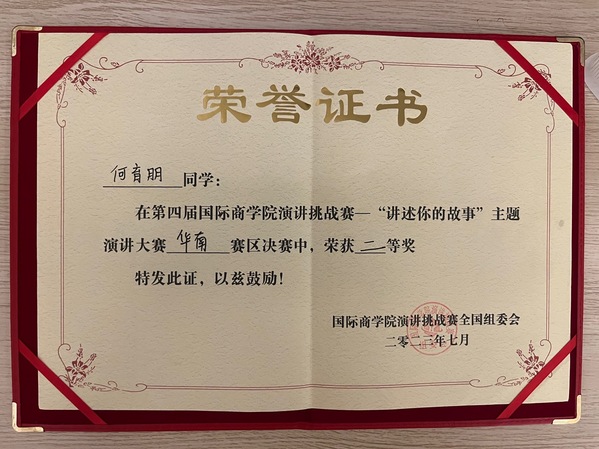 荣誉证书
何育朋同学：
在第四届国际商学院演讲挑战赛—“讲述你的故事”主题
演讲大赛华南赛区决赛中，荣获二等奖
特发此证，以兹鼓励！
国际商学院演讲挑战赛全国组委会
二零二三年七月